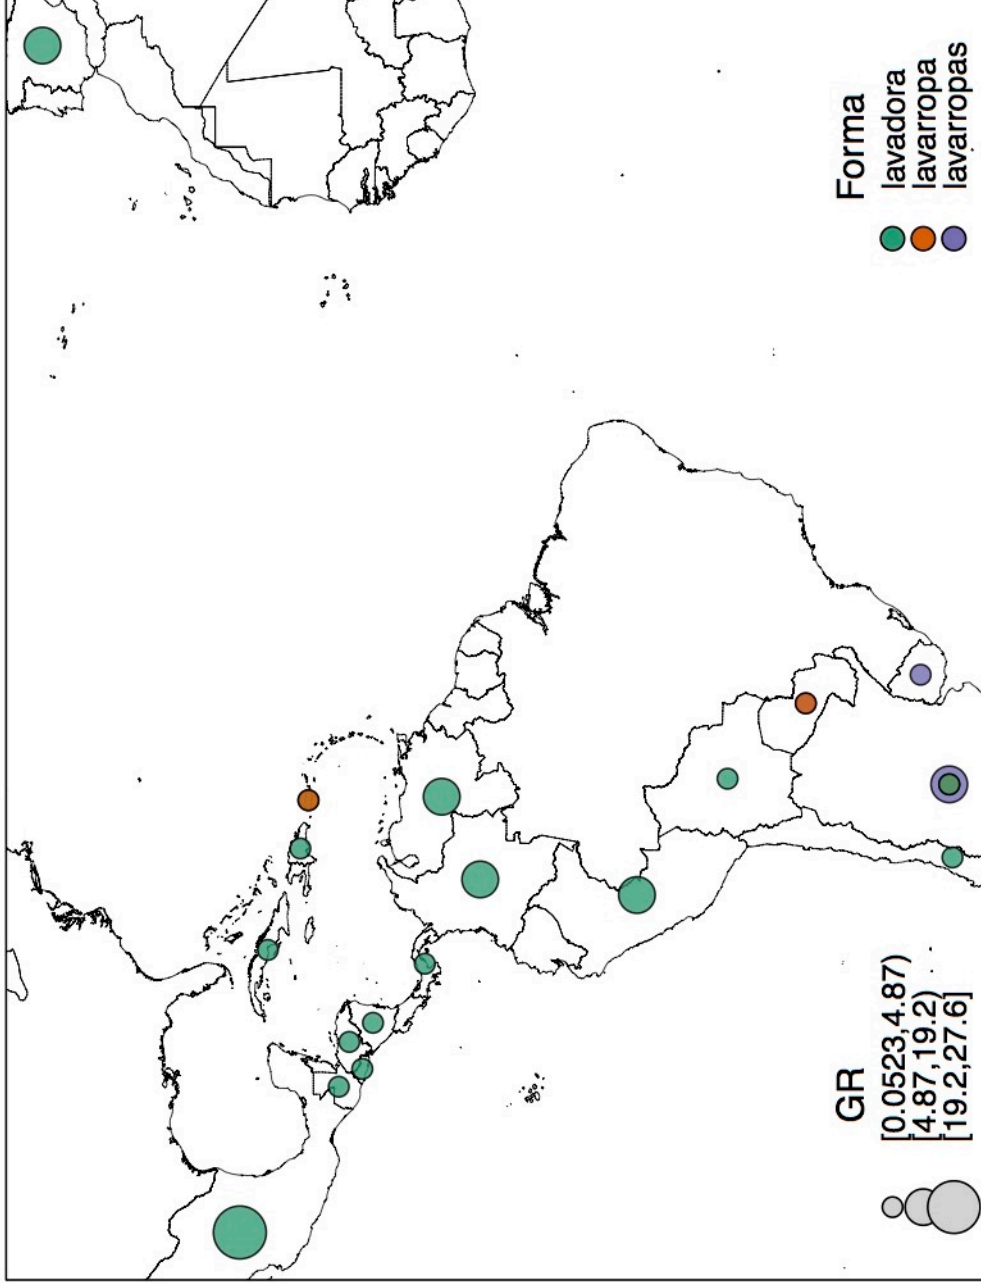 GR
[0.0523,4.87)
[4.87,19.2)
[19.2,27.6]
Forma
lavadora
lavarropa
lavarropas